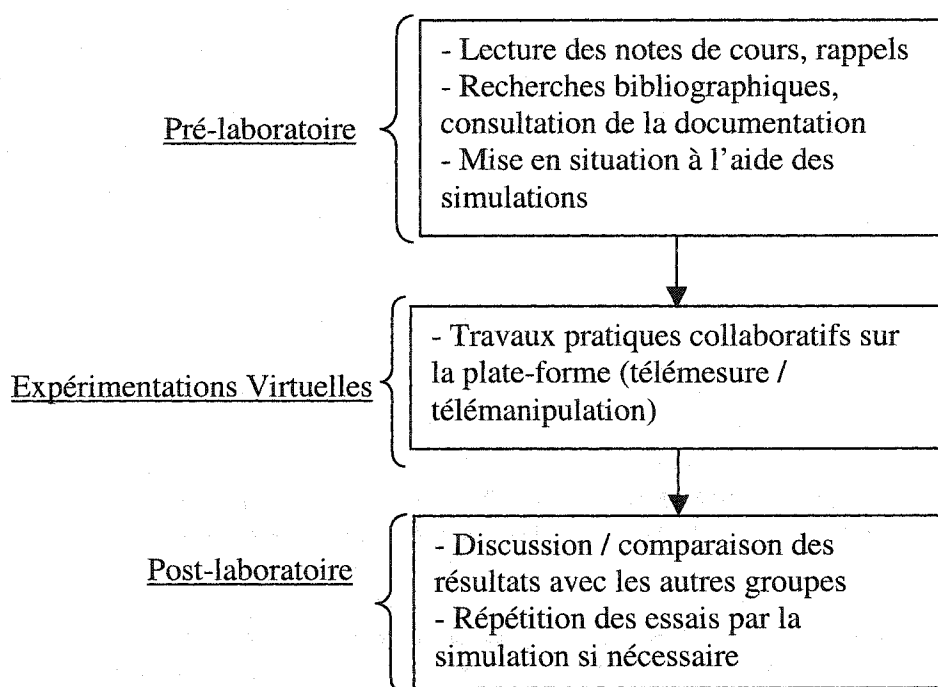 Pré-laboratoire
- Lecture des notes de cours, rappels
- Recherches bibliographiques,
consultation de la documentation
- Mise en situation à l'aide des
simulations
Expérimentations Virtuelles
- Travaux pratiques collaboratifs sur
la plate-forme (télémesure /
télémanipulation)
Post-laboratoire
- Discussion / comparaison des
résultats avec les autres groupes
- Répétition des essais par la
simulation si nécessaire